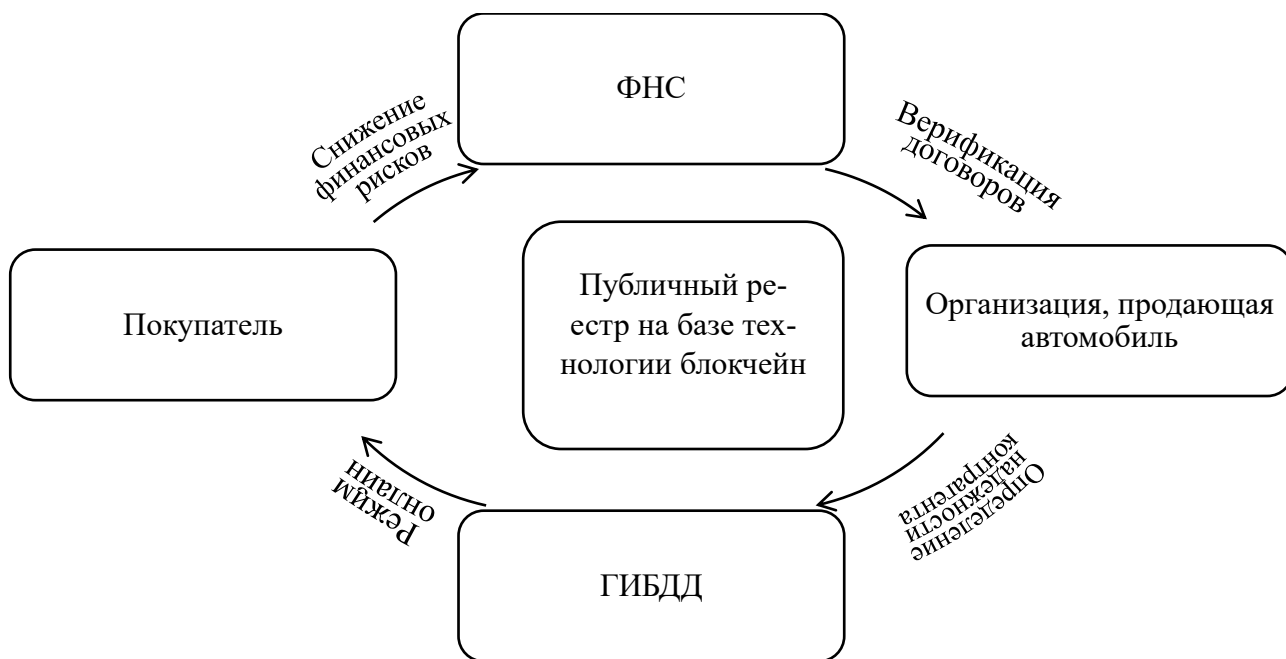 ФНС
Снижение
финансовых
рисков
Верификация
договоров
Покупатель
Публичный ре-
естр на базе тех-
нологии блокчейн
Организация, продающая
автомобиль
Режим
онлайн
Определение
надежности
контрагента
ГИБДД